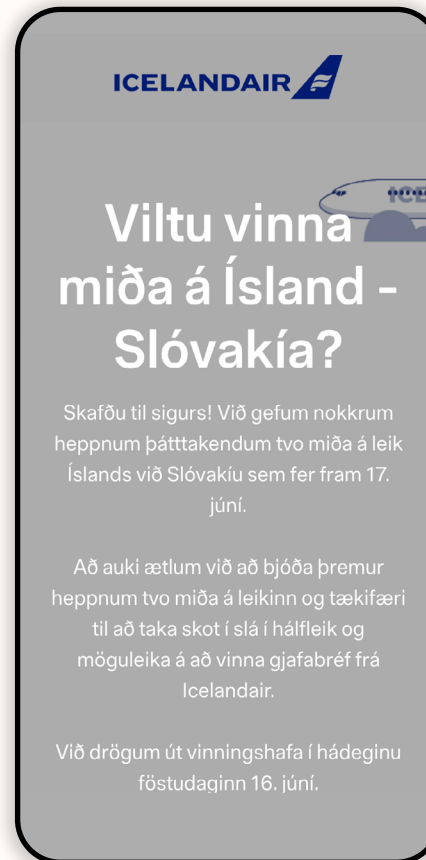 ICELANDAIR
ICE
Viltu vinna
miða á Ísland -
Slóvakía?
Skafðu til sigurs! Við gefum nokkrum
heppnum þátttakendum tvo miða á leik
Íslands við Slóvakíu sem fer fram 17.
júní.
Að auki ætlum við að bjóða þremur
heppnum tvo miða á leikinn og tækifæri
til að taka skot í slá í hálfleik og
möguleika á að vinna gjafabréf frá
Icelandair.
Við drögum út vinningshafa í hádeginu
föstudaginn 16. júní.